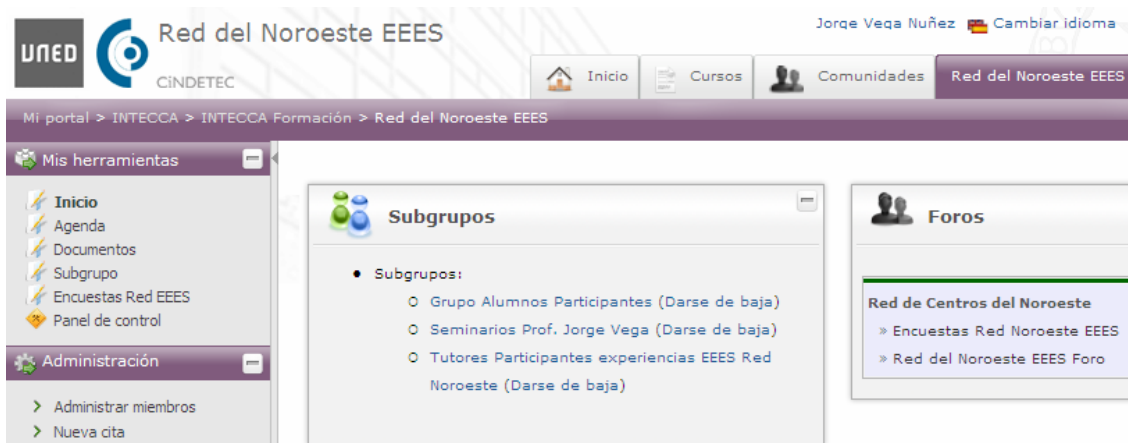 UNED
Red del Noroeste EEES
CiNDETEC
Jorge Vega Nuñez Cambiar idioma
Inicio Cursos Comunidades Red del Noroeste EEES
Mi portal > INTECCA > INTECCA Formación > Red del Noroeste EEES
Mis herramientas
Inicio
Agenda
Documentos
Subgrupo
Encuestas Red EEES
Panel de control
Administración
Administrar miembros
Nueva cita
Subgrupos
Subgrupos:
Grupo Alumnos Participantes (Darse de baja)
Seminarios Prof. Jorge Vega (Darse de baja)
Tutores Participantes experiencias EEES Red
Noroeste (Darse de baja)
Foros
Red de Centros del Noroeste
» Encuestas Red Noroeste EEES
» Red del Noroeste EEES Foro